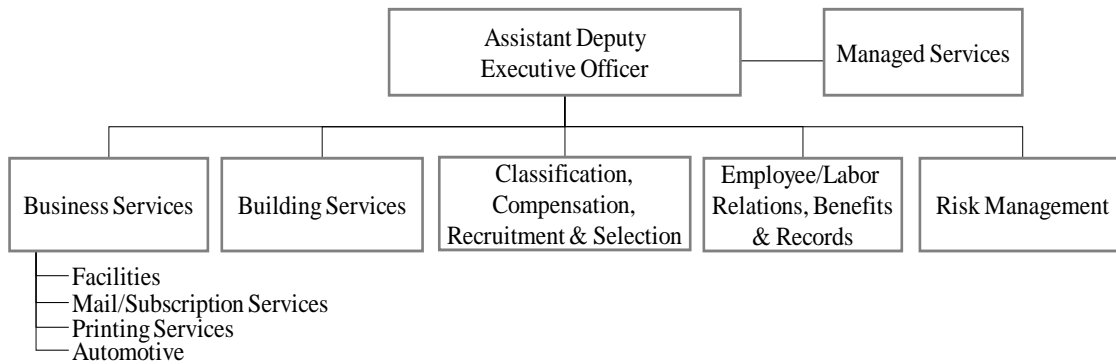 Assistant Deputy
Executive Officer
Managed Services
Business Services
Building Services
Classification,
Compensation,
Recruitment & Selection
Employee/Labor
Relations, Benefits
& Records
Risk Management
Facilities
Mail/Subscription Services
Printing Services
Automotive